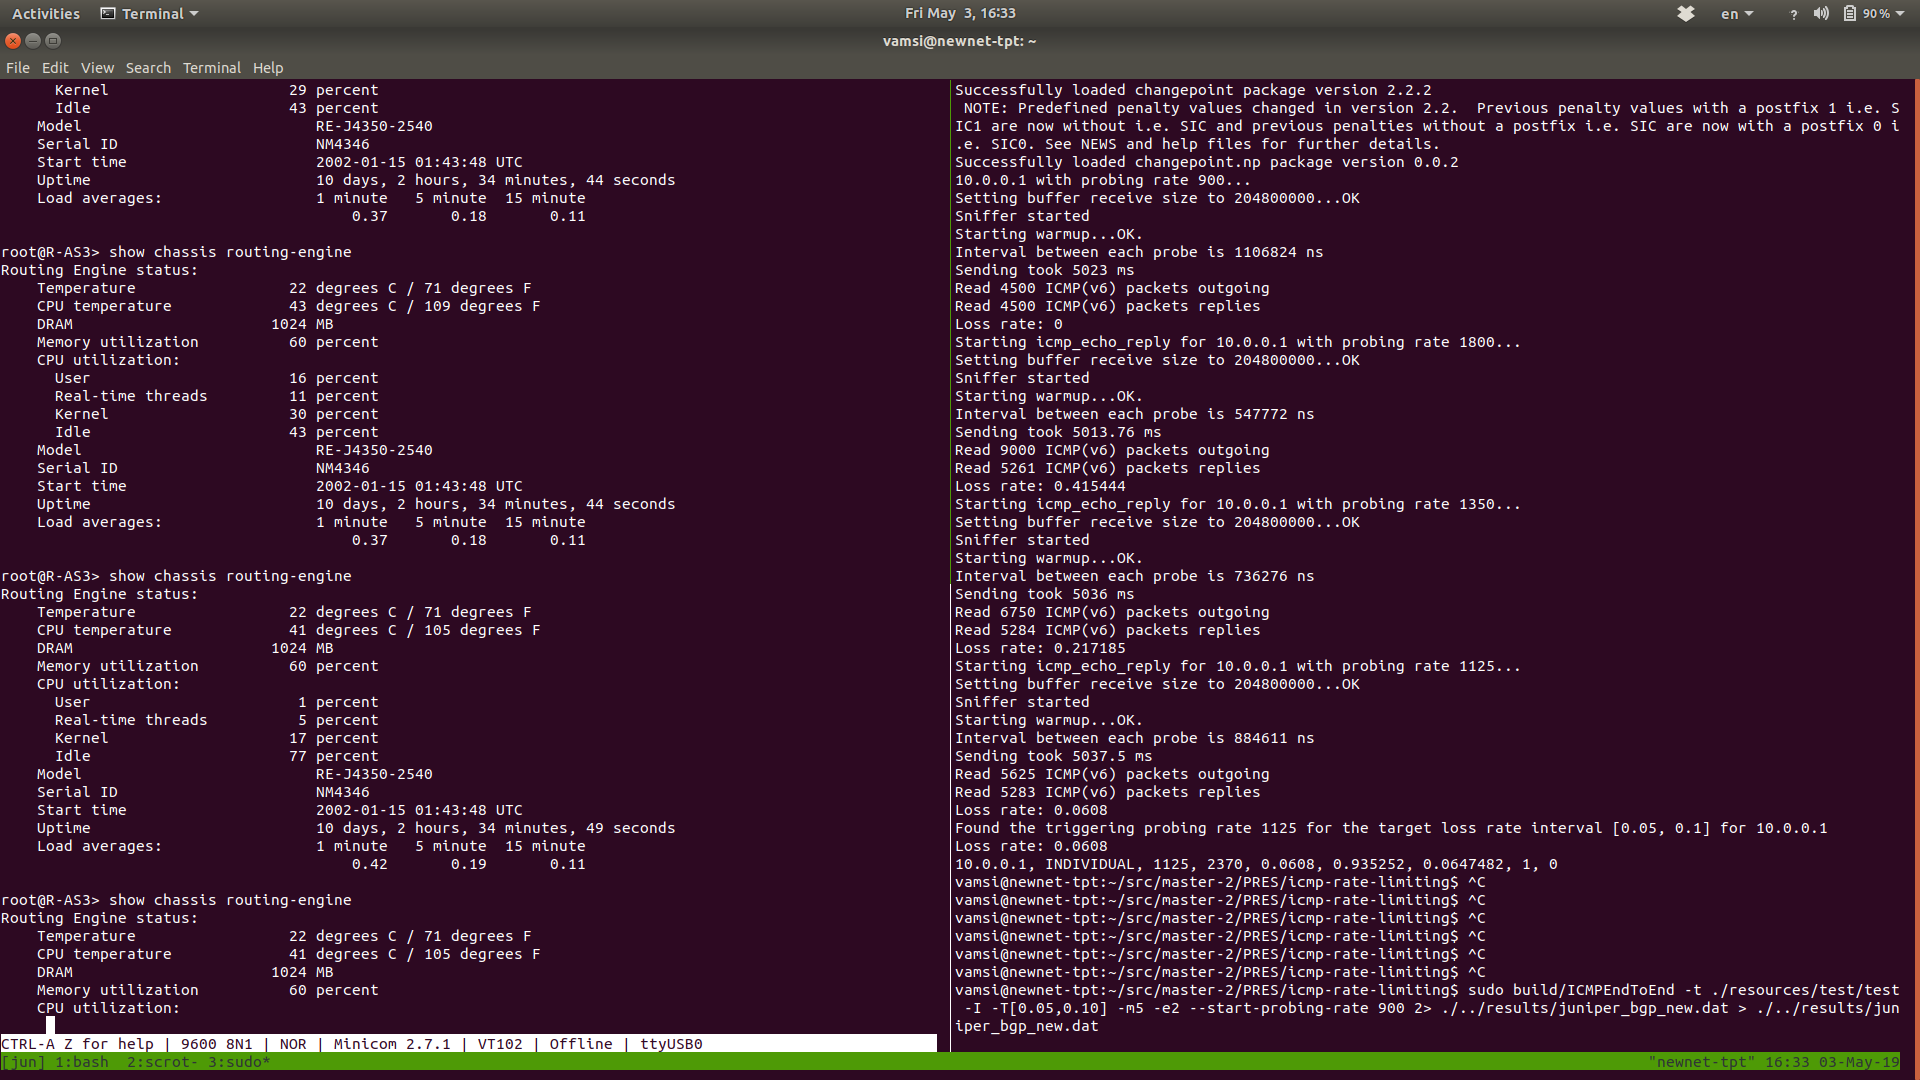 Activities Terminal Fri May 3, 16:33 en ? 90 %
vamsi@newnet-tpt: ~
File Edit View Search Terminal Help
Kernel 29 percent
Idle 43 percent
Model RE-J4350-2540
Serial ID NM4346
Start time 2002-01-15 01:43:48 UTC
Uptime 10 days, 2 hours, 34 minutes, 44 seconds
Load averages: 1 minute 5 minute 15 minute
0.37 0.18 0.11
root@R-AS3> show chassis routing-engine
Routing Engine status:
Temperature 22 degrees C / 71 degrees F
CPU temperature 43 degrees C / 109 degrees F
DRAM 1024 MB
Memory utilization 60 percent
CPU utilization:
User 16 percent
Real-time threads 11 percent
Kernel 30 percent
Idle 43 percent
Model RE-J4350-2540
Serial ID NM4346
Start time 2002-01-15 01:43:48 UTC
Uptime 10 days, 2 hours, 34 minutes, 44 seconds
Load averages: 1 minute 5 minute 15 minute
0.37 0.18 0.11
root@R-AS3> show chassis routing-engine
Routing Engine status:
Temperature 22 degrees C / 71 degrees F
CPU temperature 41 degrees C / 105 degrees F
DRAM 1024 MB
Memory utilization 60 percent
CPU utilization:
User 1 percent
Real-time threads 5 percent
Kernel 17 percent
Idle 77 percent
Model RE-J4350-2540
Serial ID NM4346
Start time 2002-01-15 01:43:48 UTC
Uptime 10 days, 2 hours, 34 minutes, 49 seconds
Load averages: 1 minute 5 minute 15 minute
0.42 0.19 0.11
root@R-AS3> show chassis routing-engine
Routing Engine status:
Temperature 22 degrees C / 71 degrees F
CPU temperature 41 degrees C / 105 degrees F
DRAM 1024 MB
Memory utilization 60 percent
CPU utilization:
CTRL-A Z for help | 9600 8N1 | NOR | Minicom 2.7.1 | VT102 | Offline | ttyUSB0
Successfully loaded changepoint package version 2.2.2
NOTE: Predefined penalty values changed in version 2.2. Previous penalty values with a postfix 1 i.e. S
IC1 are now without i.e. SIC and previous penalties without a postfix i.e. SIC are now with a postfix 0 i
.e. SIC0. See NEWS and help files for further details.
Successfully loaded changepoint.np package version 0.0.2
10.0.0.1 with probing rate 900...
Setting buffer receive size to 204800000...OK
Sniffer started
Starting warmup...OK.
Interval between each probe is 1106824 ns
Sending took 5023 ms
Read 4500 ICMP(v6) packets outgoing
Read 4500 ICMP(v6) packets replies
Loss rate: 0
Starting icmp_echo_reply for 10.0.0.1 with probing rate 1800...
Setting buffer receive size to 204800000...OK
Sniffer started
Starting warmup...OK.
Interval between each probe is 547772 ns
Sending took 5013.76 ms
Read 9000 ICMP(v6) packets outgoing
Read 5261 ICMP(v6) packets replies
Loss rate: 0.415444
Starting icmp_echo_reply for 10.0.0.1 with probing rate 1350...
Setting buffer receive size to 204800000...OK
Sniffer started
Starting warmup...OK.
Interval between each probe is 736276 ns
Sending took 5036 ms
Read 6750 ICMP(v6) packets outgoing
Read 5284 ICMP(v6) packets replies
Loss rate: 0.217185
Starting icmp_echo_reply for 10.0.0.1 with probing rate 1125...
Setting buffer receive size to 204800000...OK
Sniffer started
Starting warmup...OK.
Interval between each probe is 884611 ns
Sending took 5037.5 ms
Read 5625 ICMP(v6) packets outgoing
Read 5283 ICMP(v6) packets replies
Loss rate: 0.0608
Found the triggering probing rate 1125 for the target loss rate interval [0.05, 0.1] for 10.0.0.1
Loss rate: 0.0608
10.0.0.1, INDIVIDUAL, 1125, 2370, 0.0608, 0.935252, 0.0647482, 1, 0
vamsi@newnet-tpt:~/src/master-2/PRES/icmp-rate-limiting$ ^C
vamsi@newnet-tpt:~/src/master-2/PRES/icmp-rate-limiting$ ^C
vamsi@newnet-tpt:~/src/master-2/PRES/icmp-rate-limiting$ ^C
vamsi@newnet-tpt:~/src/master-2/PRES/icmp-rate-limiting$ ^C
vamsi@newnet-tpt:~/src/master-2/PRES/icmp-rate-limiting$ ^C
vamsi@newnet-tpt:~/src/master-2/PRES/icmp-rate-limiting$ ^C
vamsi@newnet-tpt:~/src/master-2/PRES/icmp-rate-limiting$ sudo build/ICMPEndToEnd -t ./resources/test/test
-I -T[0.05,0.10] -m5 -e2 --start-probing-rate 900 2> ./../results/juniper_bgp_new.dat > ./../results/jun
iper_bgp_new.dat
[jun] 1:bash 2:scrot- 3:sudo* "newnet-tpt" 16:33 03-May-19